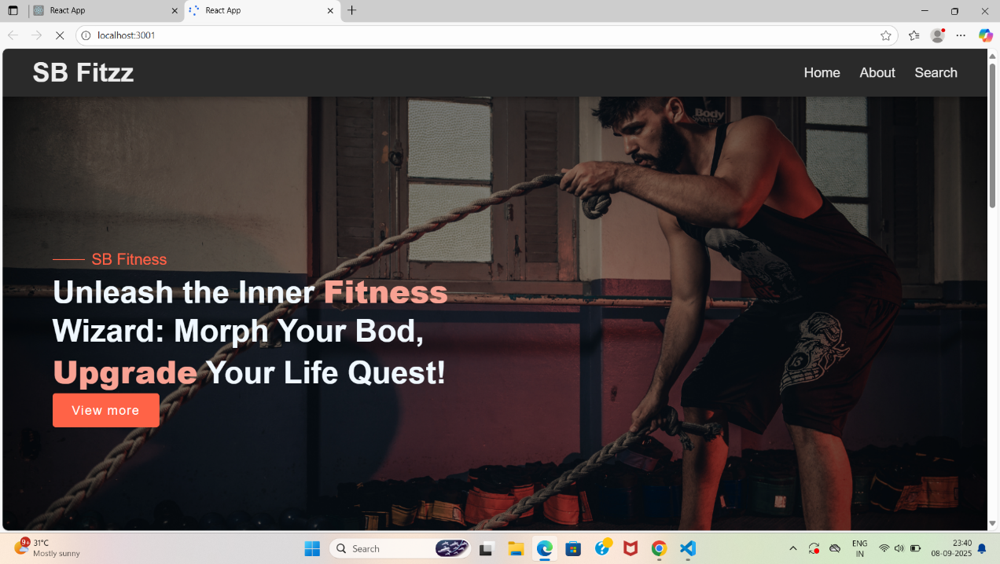 React App
React App
localhost:3001
SB Fitzz
Home About Search
Body
SB Fitness
Unleash the Inner Fitness
Wizard: Morph Your Bod,
Upgrade Your Life Quest!
View more
9+
31°C
Mostly sunny
Search
ENG
IN
23:40
08-09-2025